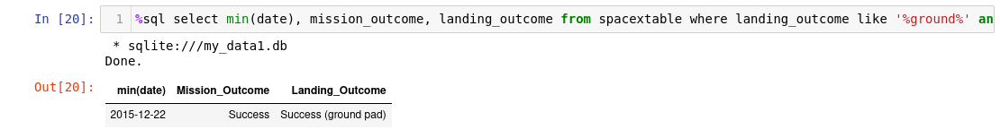 In [20]: 1 %sql select min(date), mission_outcome, landing_outcome from spacextable where landing_outcome like '%ground%' an
* sqlite:///my_data1.db
Done.
Out[20]: min(date) Mission_Outcome Landing_Outcome
2015-12-22 Success Success (ground pad)